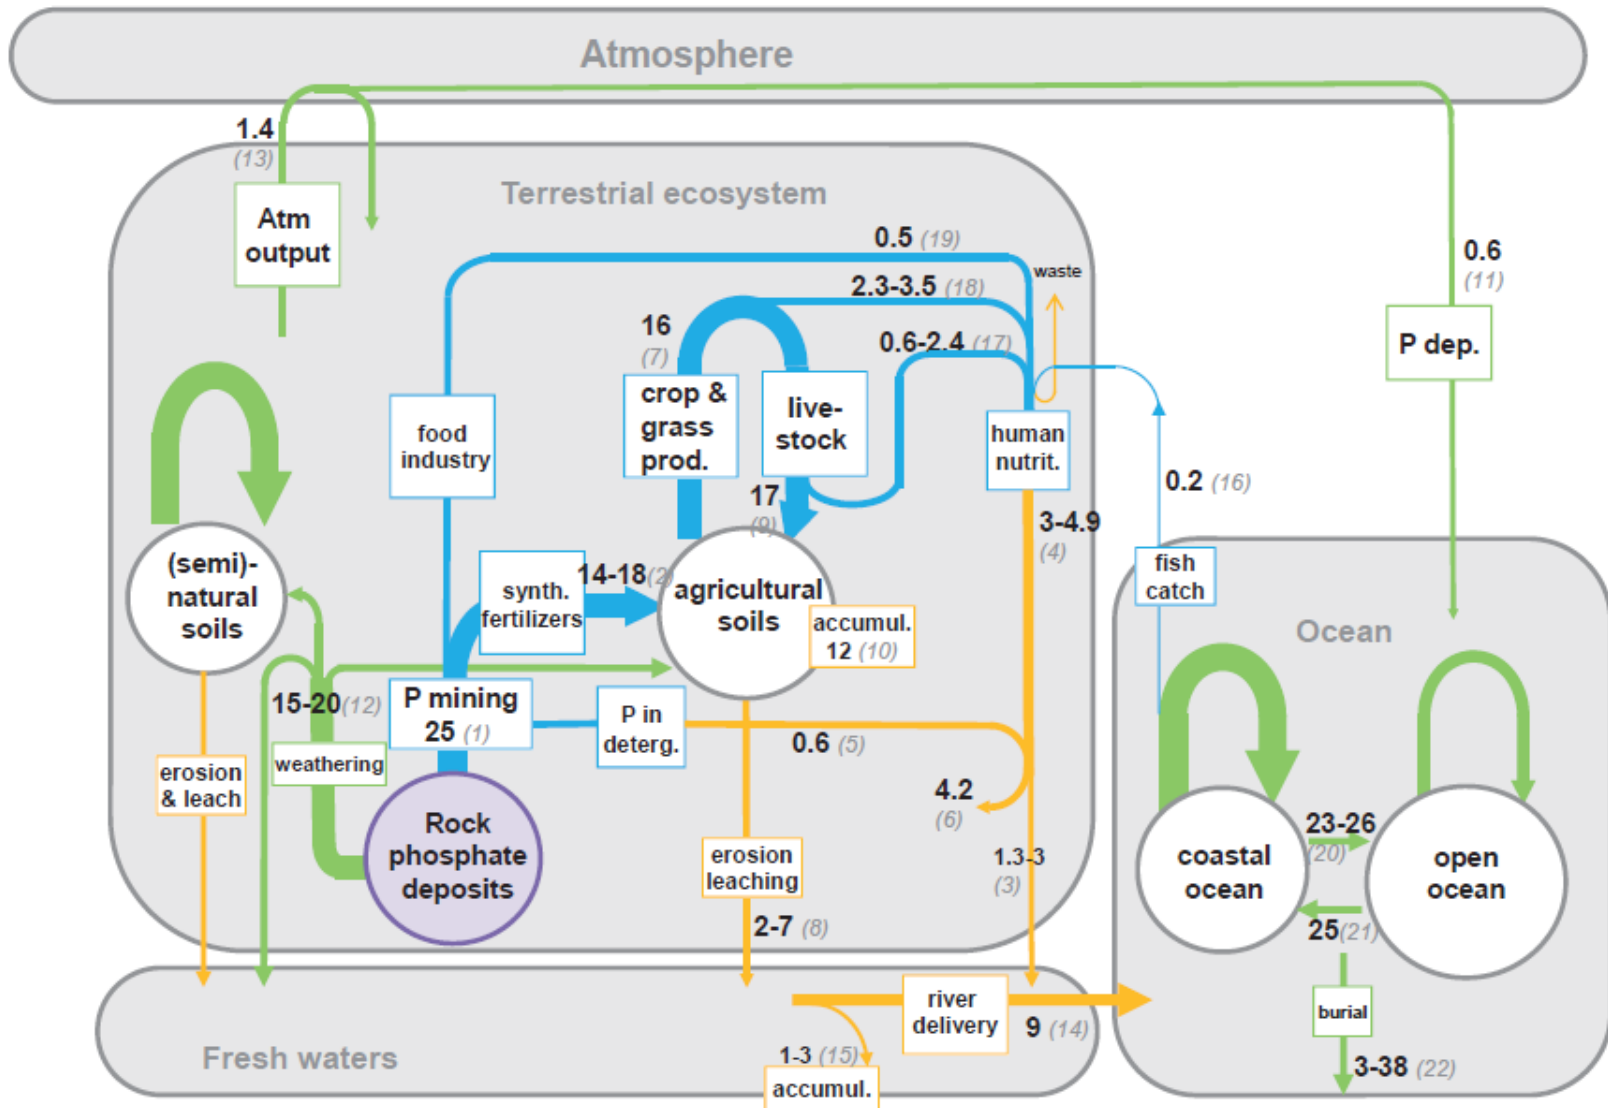 Atmosphere
1.4
(13)
Terrestrial ecosystem
Atm
output
0.5 (19)
waste
0.6
(11)
2.3-3.5 (18)
16
(7)
0.6-2.4 (17)
P dep.
crop &
grass
prod.
live-
stock
food
industry
human
nutrit.
0.2 (16)
17
(9)
3-4.9
(4)
(semi)-
natural
soils
synth.
fertilizers
14-18(2)
agricultural
soils
fish
catch
accumul.
12 (10)
Ocean
15-20(12)
P mining
25 (1)
P in
deterg.
0.6 (5)
weathering
erosion
& leach
4.2
(6)
Rock
phosphate
deposits
23-26
(20)
coastal
ocean
open
ocean
erosion
leaching
1.3-3
(3)
2-7 (8)
25(21)
river
delivery
9 (14)
burial
Fresh waters
1-3 (15)
accumul.
3-38 (22)